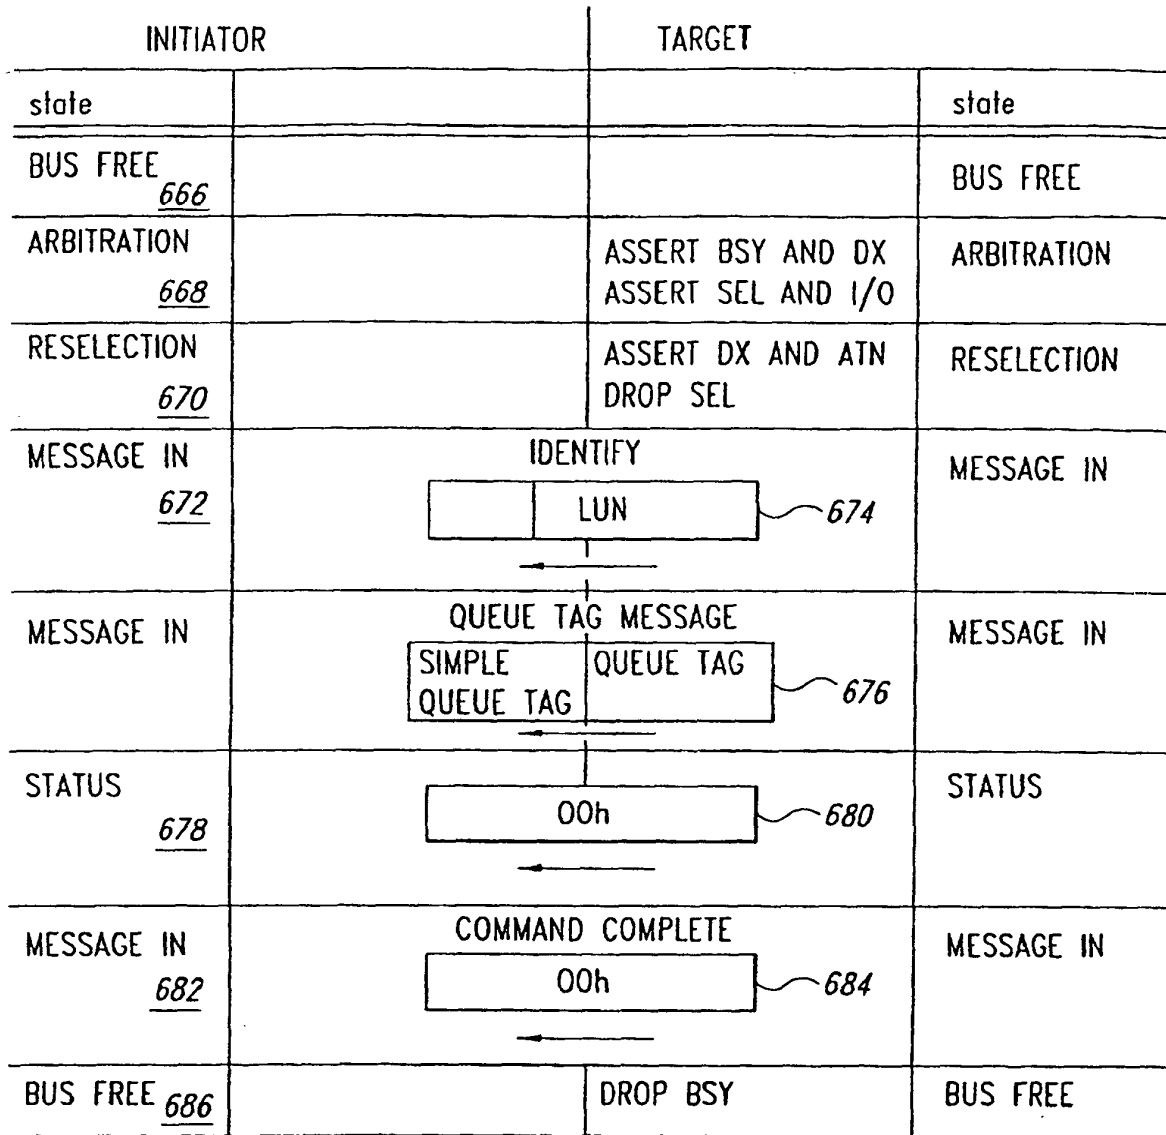 INITIATOR TARGET
state state
BUS FREE 666 BUS FREE
ARBITRATION ASSERT BSY AND DX ARBITRATION
668 ASSERT SEL AND I/O
RESELECTION ASSERT DX AND ATN RESELECTION
670 DROP SEL
MESSAGE IN IDENTIFY MESSAGE IN
672 LUN 674
MESSAGE IN QUEUE TAG MESSAGE MESSAGE IN
SIMPLE QUEUE TAG
QUEUE TAG 676
STATUS STATUS
678 00h 680
MESSAGE IN COMMAND COMPLETE MESSAGE IN
682 00h 684
BUS FREE 686 DROP BSY BUS FREE